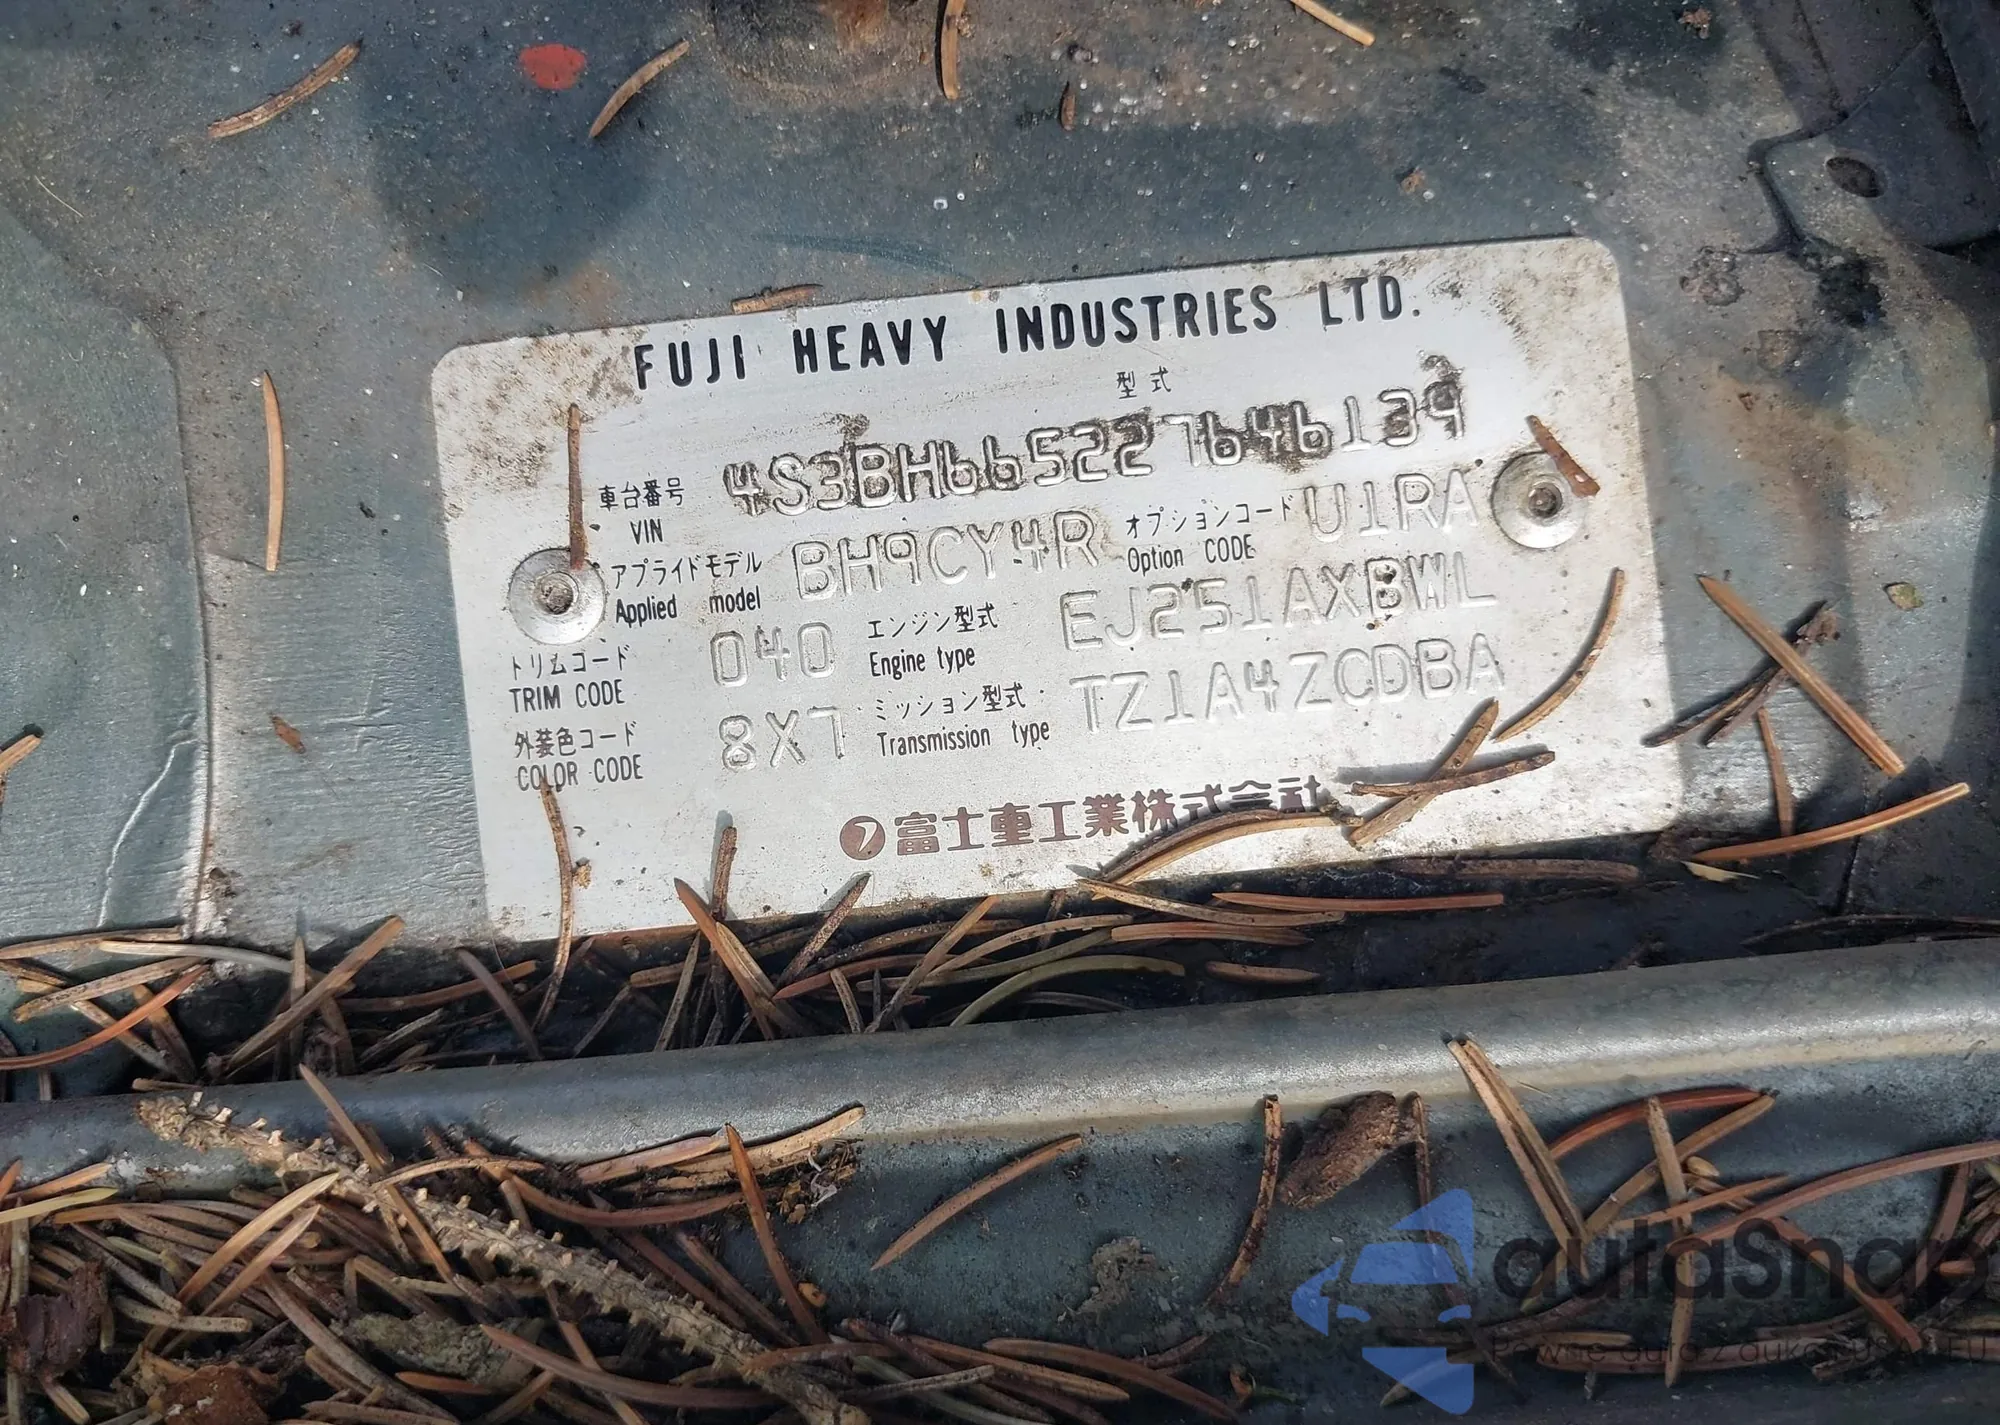 FUJI HEAVY INDUSTRIES LTD.
型式
車台番号 VIN 4S3BH665227646139
アプライドモデル Applied model BH9CY4R オプションコード Option CODE U1RA
トリムコード TRIM CODE 040 エンジン型式 Engine type EJ251AXBWL
外装色コード COLOR CODE 8X7 ミッション型式 Transmission type TZ1A4ZCDBA
富士重工業株式会社
autaSnap